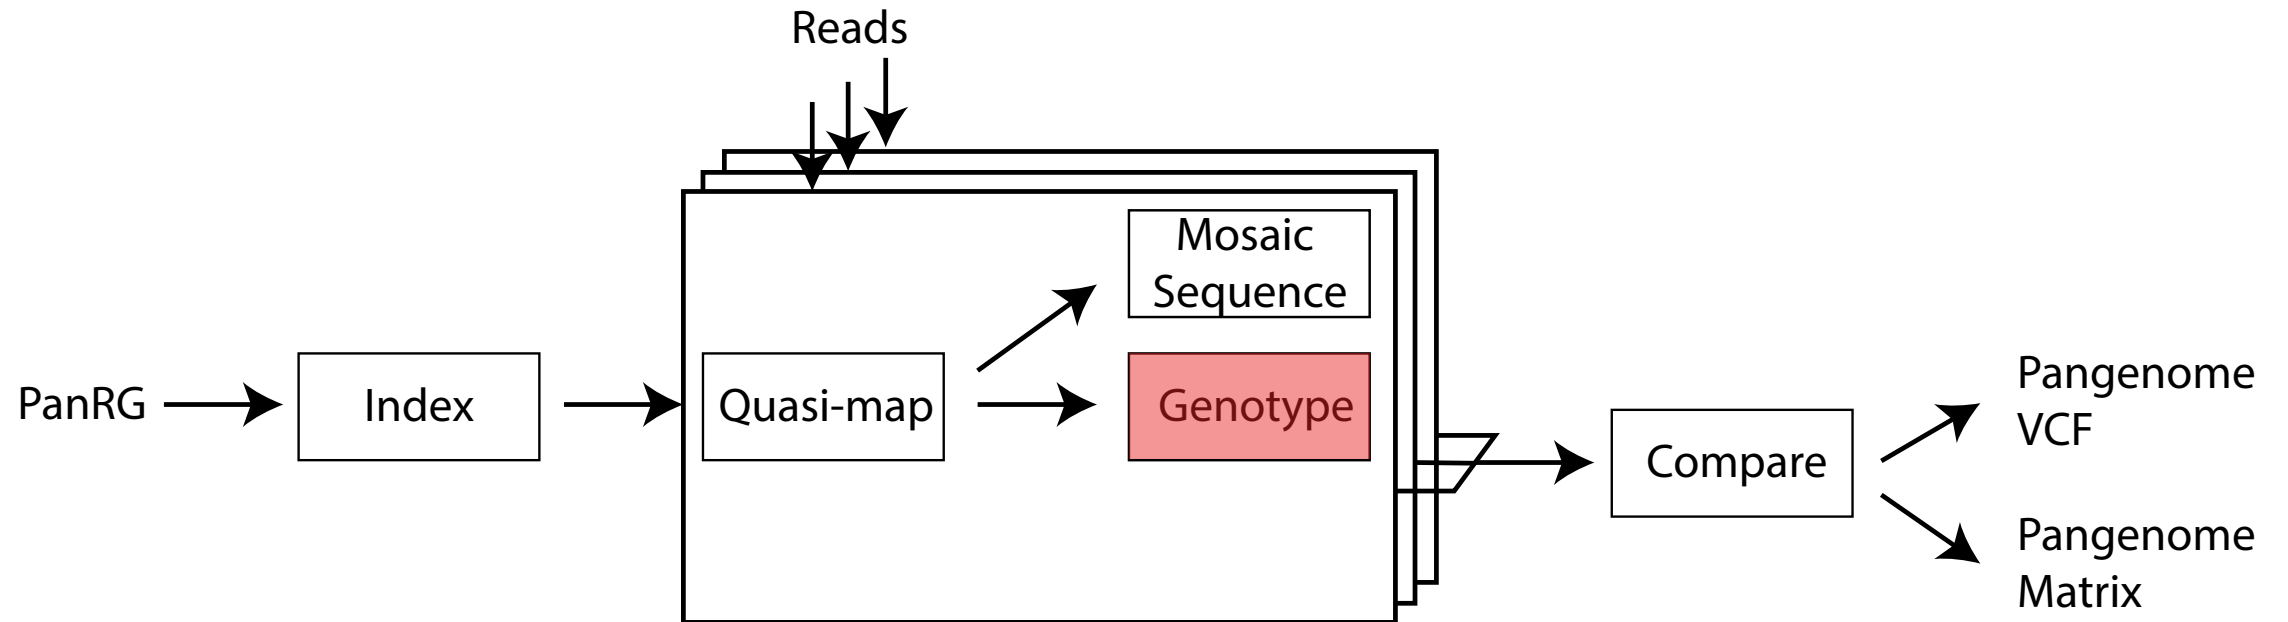 Reads
Mosaic
Sequence
PanRG
Index
Quasi-map
Genotype
Compare
Pangenome
VCF
Pangenome
Matrix